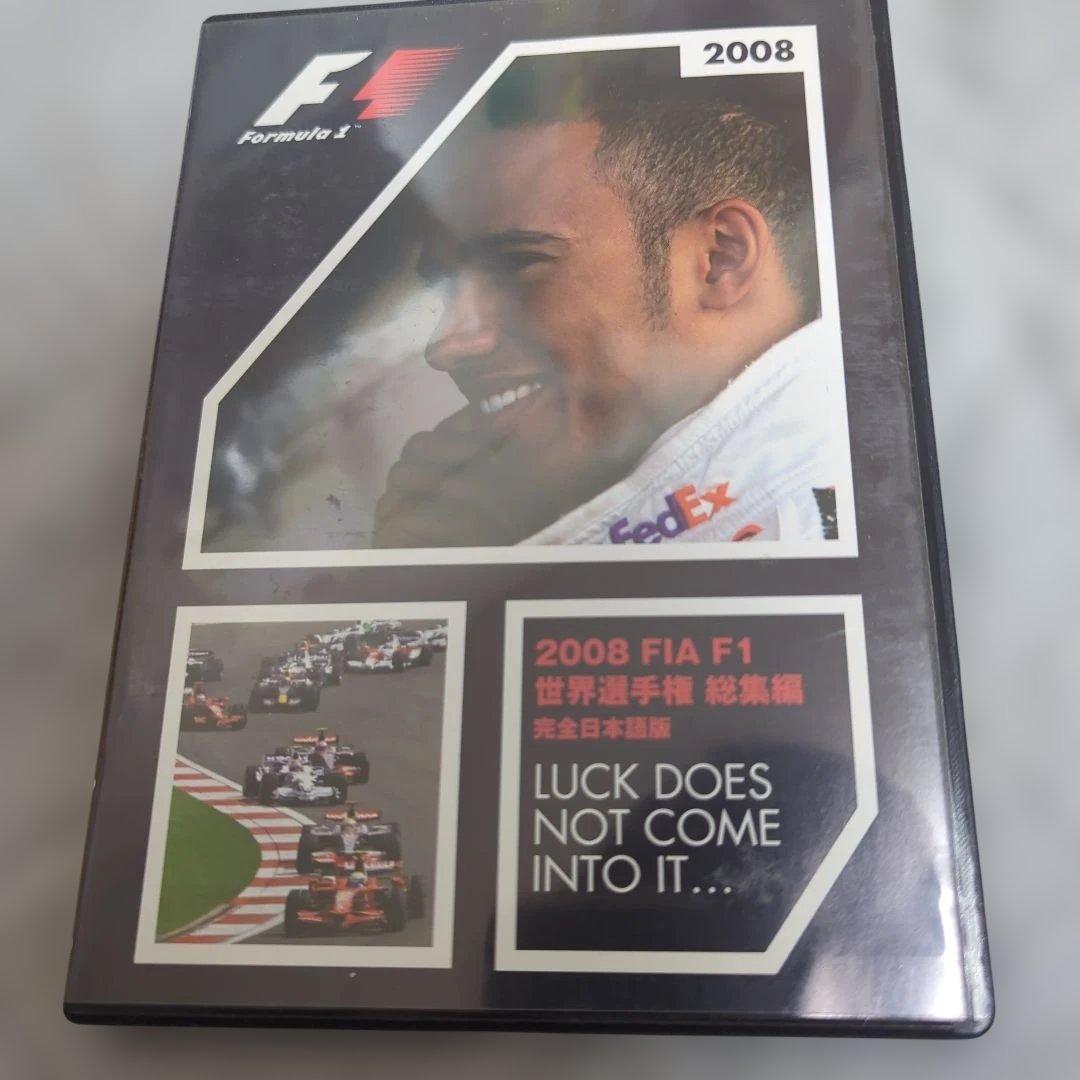 F1
Formula 1™
2008
FedEx
2008 FIA F1
世界選手権 総集編
完全日本語版
LUCK DOES
NOT COME
INTO IT...